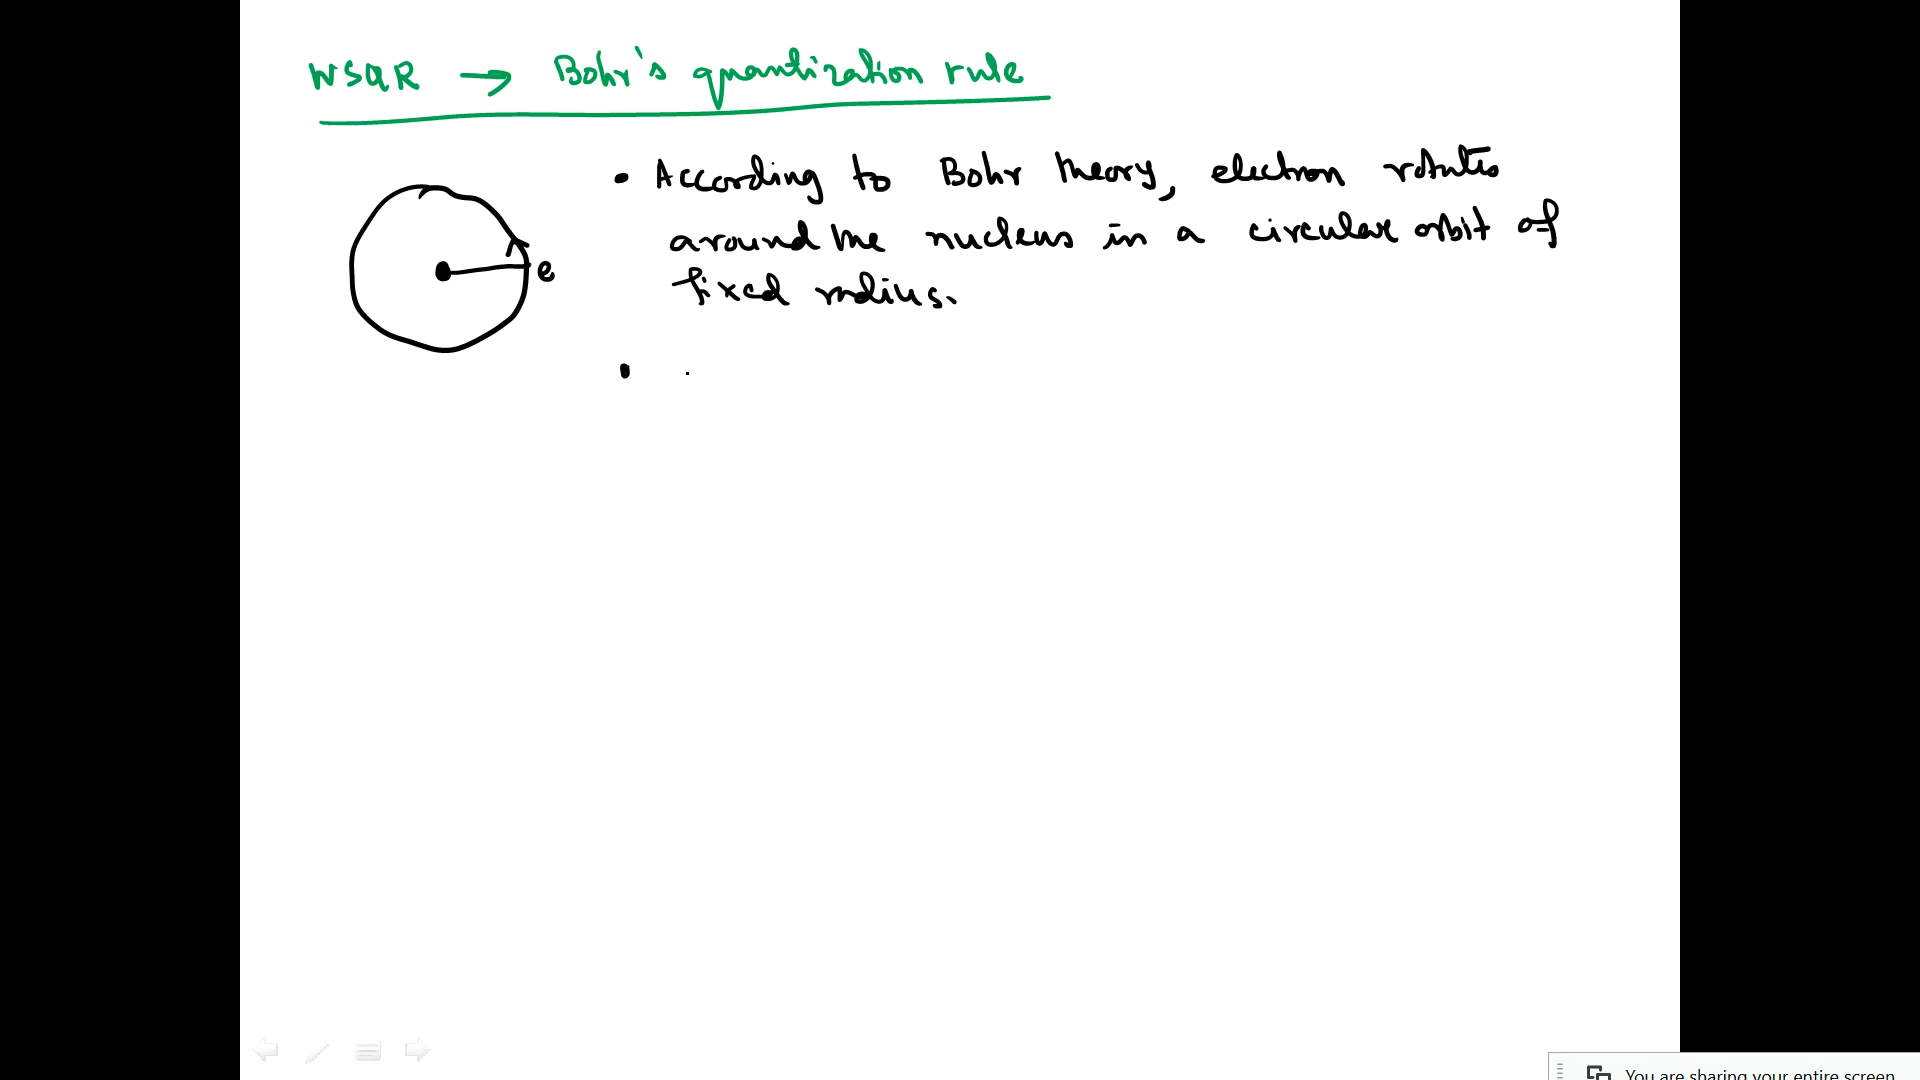 WSQR → Bohr's quantization rule
• According to Bohr theory, electron rotates
around the nucleus in a circular orbit of
fixed radius.
e
•
You are sharing your entire screen